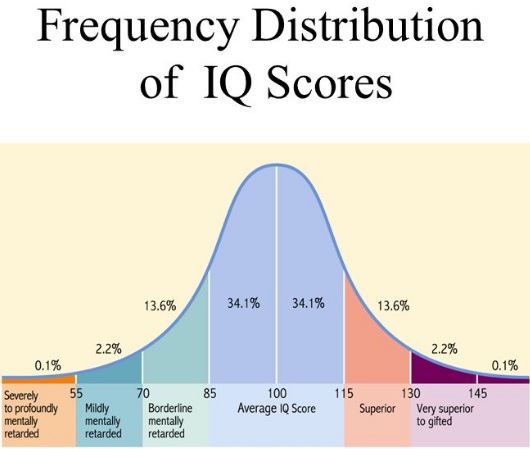 Frequency Distribution
of IQ Scores
34.1% 34.1%
13.6% 13.6%
2.2% 2.2%
0.1% 0.1%
55 70 85 100 115 130 145
Severely
to profoundly
mentally
retarded
Mildly
mentally
retarded
Borderline
mentally
retarded
Average IQ Score
Superior
Very superior
to gifted